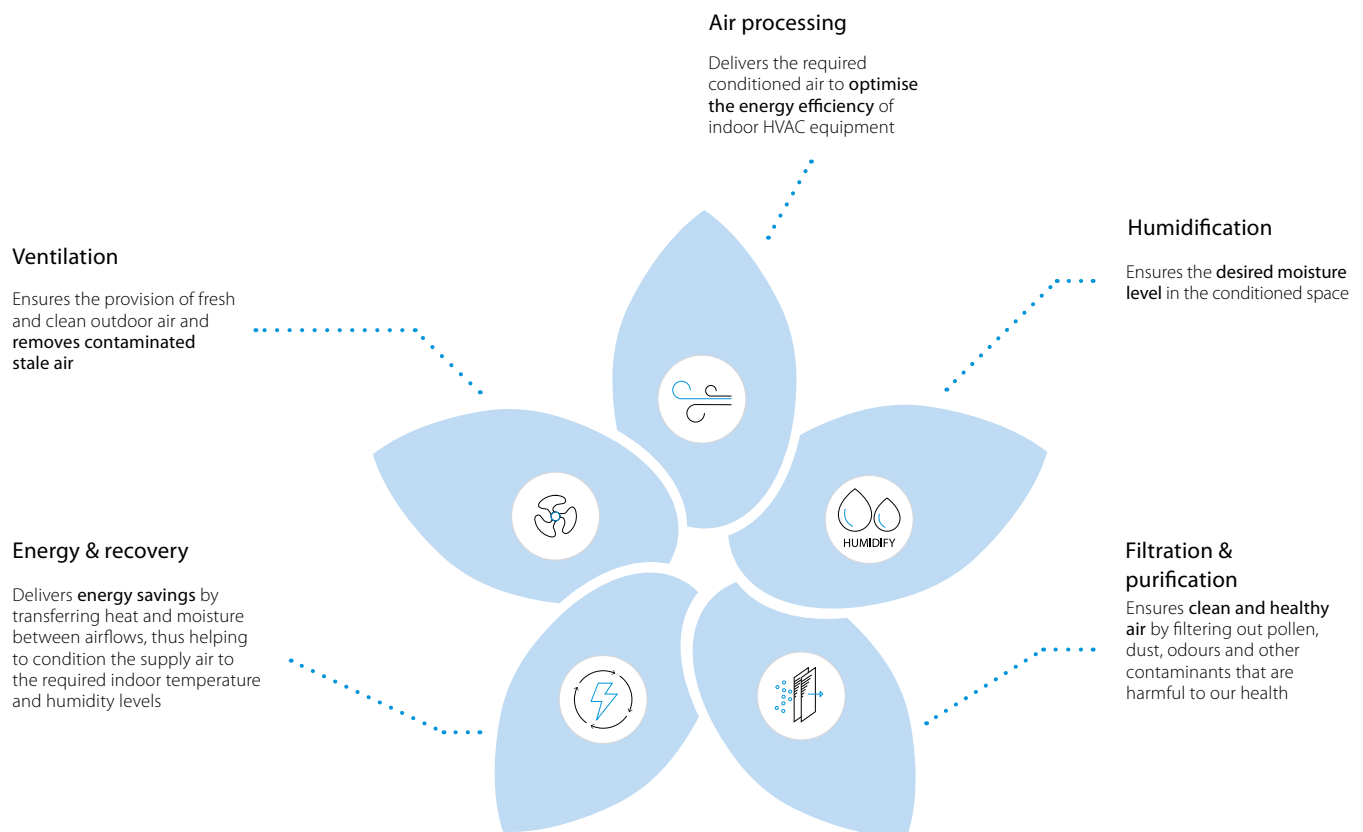 Air processing
Delivers the required
conditioned air to optimise
the energy efficiency of
indoor HVAC equipment
Ventilation
Ensures the provision of fresh
and clean outdoor air and
removes contaminated
stale air
Humidification
Ensures the desired moisture
level in the conditioned space
HUMIDIFY
Energy & recovery
Delivers energy savings by
transferring heat and moisture
between airflows, thus helping
to condition the supply air to
the required indoor temperature
and humidity levels
Filtration &
purification
Ensures clean and healthy
air by filtering out pollen,
dust, odours and other
contaminants that are
harmful to our health